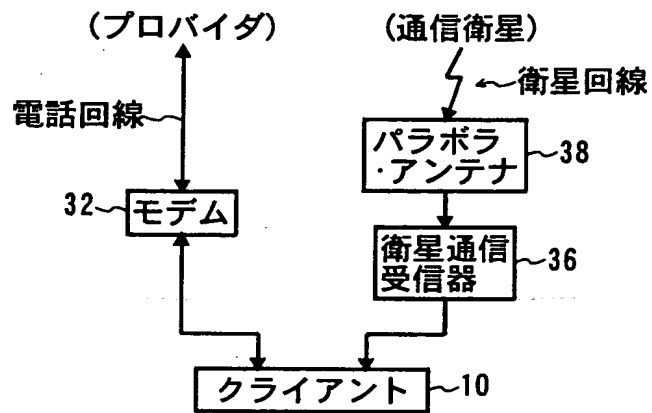 (プロバイダ)
(通信衛星)
衛星回線
電話回線
パラボラ
・アンテナ
38
32
モデム
衛星通信
受信器
36
クライアント
10